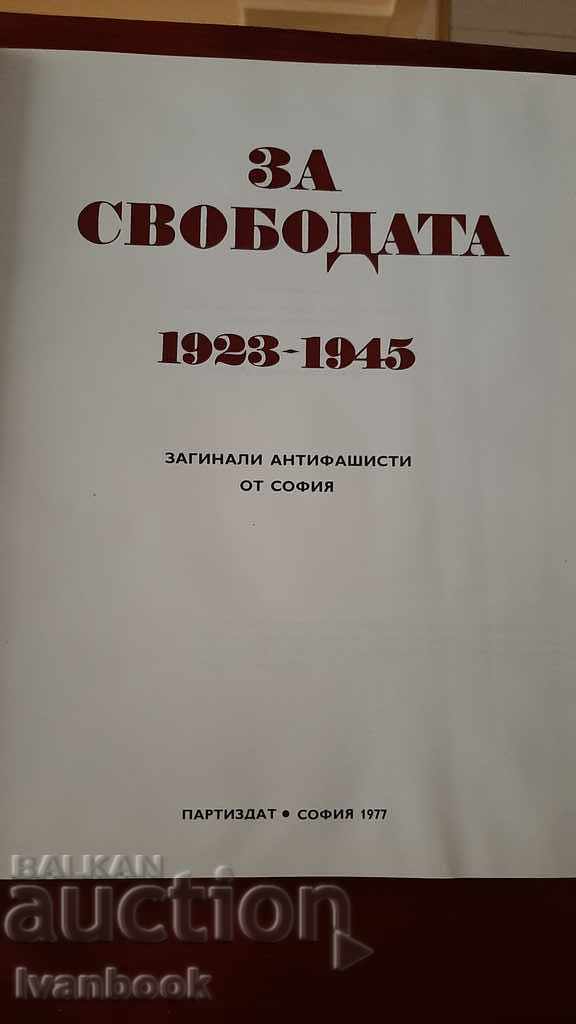 ЗА
СВОБОДАТА
1923-1945
ЗАГИНАЛИ АНТИФАШИСТИ
ОТ СОФИЯ
ПАРТИЗДАТ • СОФИЯ 1977
BALKAN
auction
Ivanbook